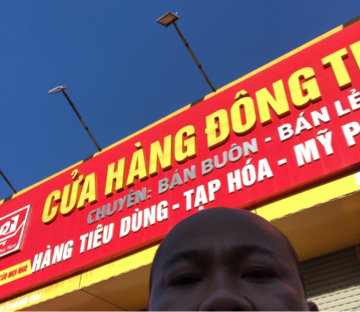 CỬA HÀNG ĐÔNG
CHUYÊN: BÁN BUÔN - BÁN LẺ
HÀNG TIÊU DÙNG - TẠP HÓA - MỸ